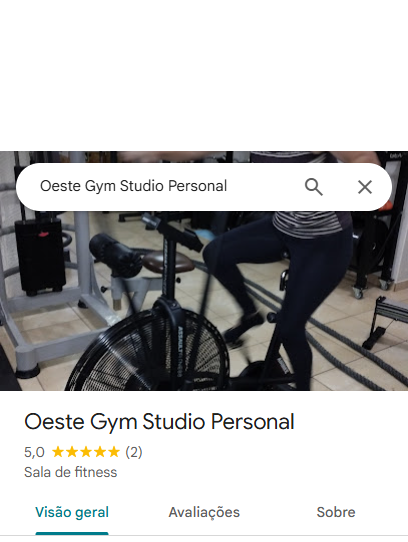 Oeste Gym Studio Personal
Oeste Gym Studio Personal
5,0 ★★★★★ (2)
Sala de fitness
Visão geral
Avaliações
Sobre